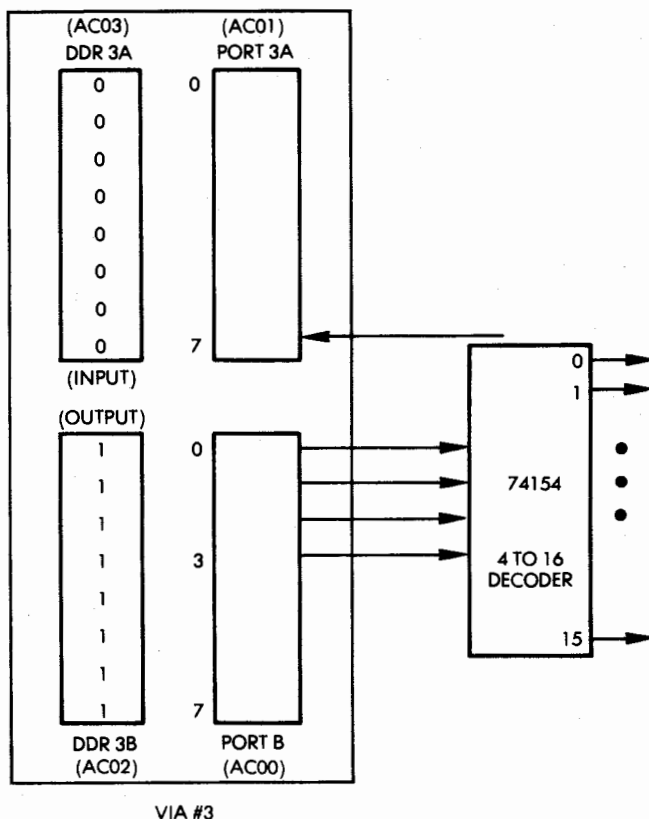 (AC03)
DDR 3A
0
0
0
0
0
0
0
0
(INPUT)
(AC01)
PORT 3A
0
7
(OUTPUT)
1
1
1
1
1
1
1
1
DDR 3B
(AC02)
0
3
7
PORT B
(AC00)
0
1
74154
4 TO 16
DECODER
15
VIA #3